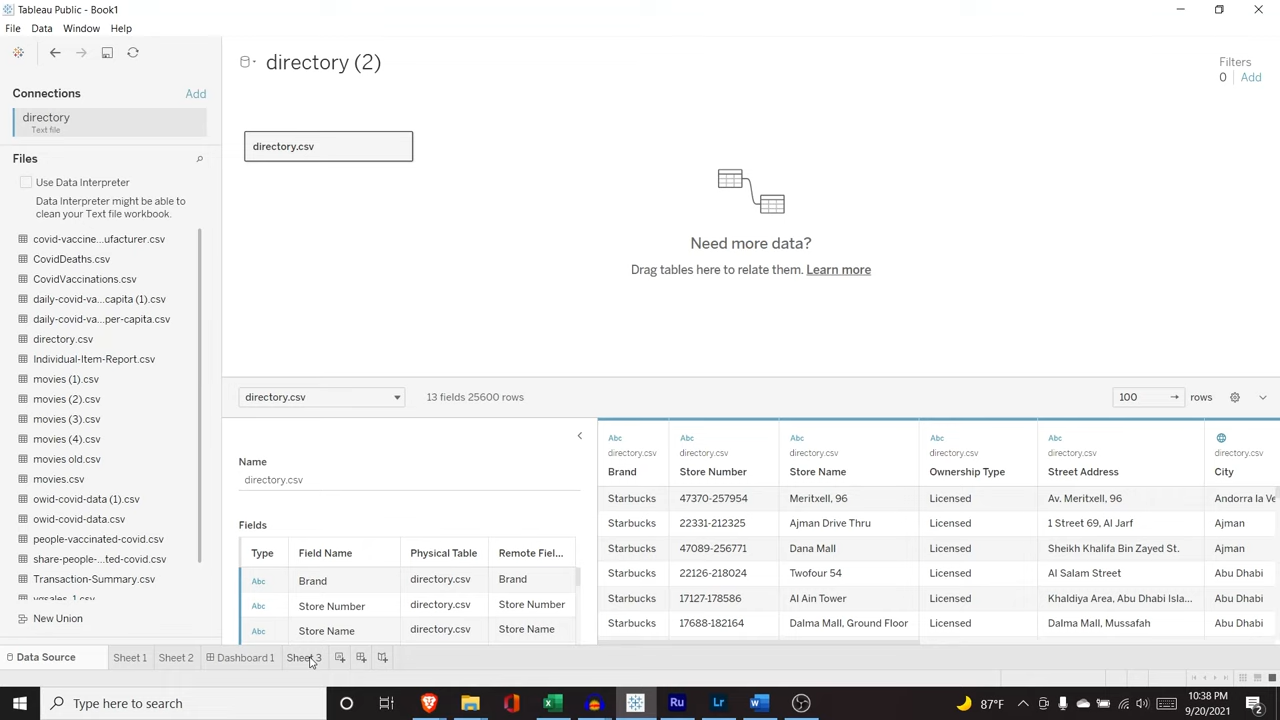 Tableau Public - Book1
File Data Window Help
Connections Add
directory
Text file
Files
Use Data Interpreter
Data Interpreter might be able to
clean your Text file workbook.
covid-vaccine...ufacturer.csv
CovidDeaths.csv
CovidVaccinations.csv
daily-covid-va...capita (1).csv
daily-covid-va...per-capita.csv
directory.csv
Individual-Item-Report.csv
movies (1).csv
movies (2).csv
movies (3).csv
movies (4).csv
movies old.csv
movies.csv
owid-covid-data (1).csv
owid-covid-data.csv
people-vaccinated-covid.csv
share-people-...ted-covid.csv
Transaction-Summary.csv
vgsales_1.csv
New Union
directory (2)
Filters
0 Add
directory.csv
Need more data?
Drag tables here to relate them. Learn more
directory.csv 13 fields 25600 rows 100 rows
Name
directory.csv
Fields
Type Field Name Physical Table Remote Fiel...
Abc Brand directory.csv Brand
Abc Store Number directory.csv Store Number
Abc Store Name directory.csv Store Name
Abc Abc Abc Abc Abc
directory.csv directory.csv directory.csv directory.csv directory.csv directory.csv
Brand Store Number Store Name Ownership Type Street Address City
Starbucks 47370-257954 Meritxell, 96 Licensed Av. Meritxell, 96 Andorra la Ve
Starbucks 22331-212325 Ajman Drive Thru Licensed 1 Street 69, Al Jarf Ajman
Starbucks 47089-256771 Dana Mall Licensed Sheikh Khalifa Bin Zayed St. Ajman
Starbucks 22126-218024 Twofour 54 Licensed Al Salam Street Abu Dhabi
Starbucks 17127-178586 Al Ain Tower Licensed Khaldiya Area, Abu Dhabi Isla... Abu Dhabi
Starbucks 17688-182164 Dalma Mall, Ground Floor Licensed Dalma Mall, Mussafah Abu Dhabi
Data Source Sheet 1 Sheet 2 Dashboard 1 Sheet 3
Type here to search
Ru Lr
87°F
10:38 PM
9/20/2021
2